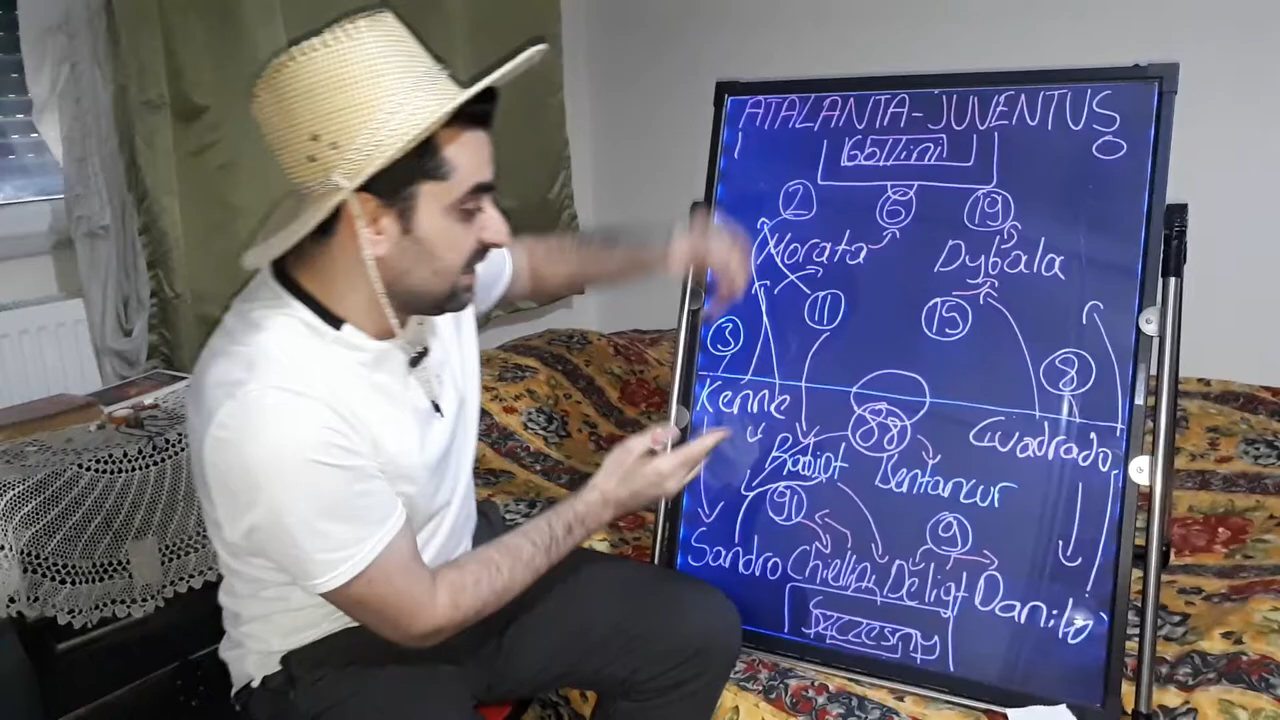 ATALANTA-JUVENTUS
1 0
Gollini
2 6 19
Morata Dybala
11 15
3 8
Kenne 88 Cuadrado
Rabiot Bentancur
91 9
Sandro Chiellini De ligt Danilo
Szczesny